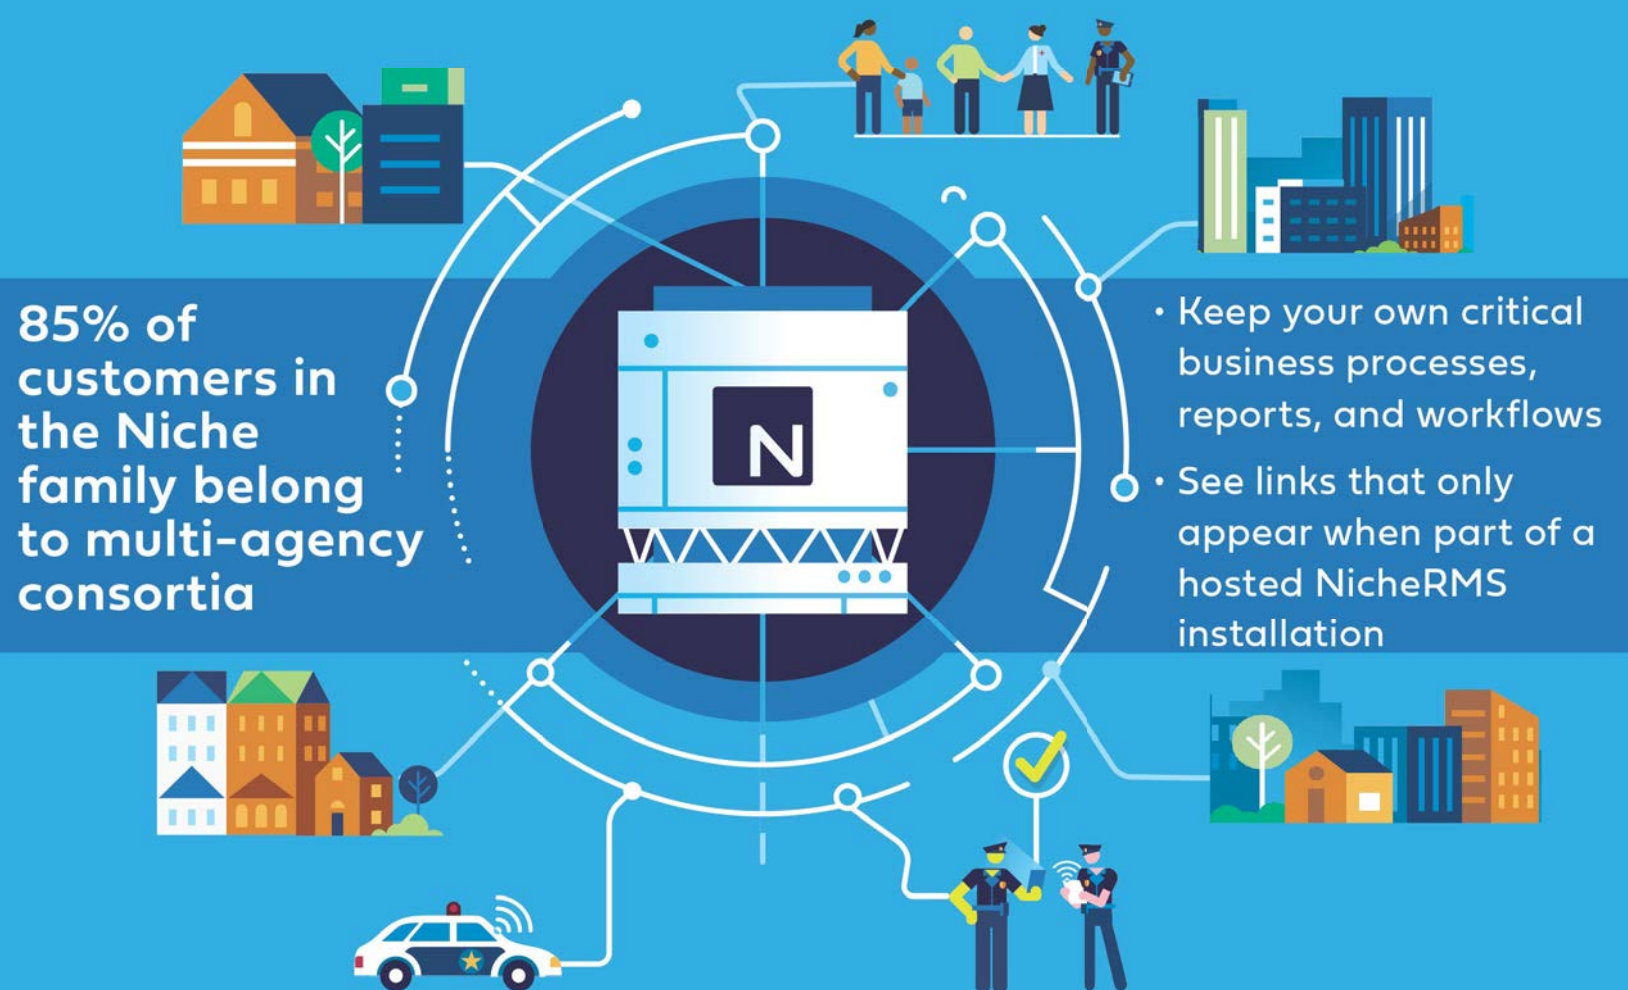 85% of
customers in
the Niche
family belong
to multi-agency
consortia
N
• Keep your own critical
business processes,
reports, and workflows
• See links that only
appear when part of a
hosted NicheRMS
installation